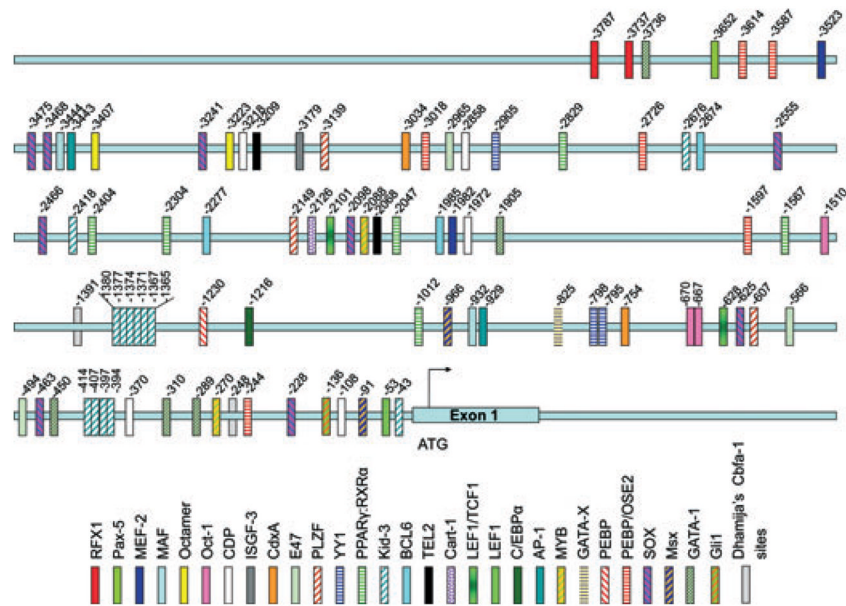 -3787 -3737 -3736 -3652 -3614 -3587 -3523
-3475 -3468 -3444 -3443 -3407 -3241 -3223 -3218 -3209 -3179 -3139 -3034 -3018 -2965 -2858 -2905 -2829 -2726 -2676 -2674 -2555
-2466 -2418 -2404 -2304 -2277 -2149 -2126 -2101 -2098 -2088 -2068 -2047 -1985 -1982 -1972 -1905 -1597 -1567 -1510
-1391 -1380 -1377 -1374 -1371 -1367 -1365 -1230 -1216 -1012 -966 -932 -929 -825 -798 -795 -754 -670 -667 -628 -625 -607 -566
-494 -463 -450 -414 -407 -397 -394 -370 -310 -289 -270 -248 -244 -228 -136 -108 -91 -53 -43
Exon 1
ATG
RFX1
Pax-5
MEF-2
MAF
Octamer
Oct-1
CDP
ISGF-3
CdxA
E47
PLZF
YY1
PPARγ:RXRα
Kid-3
BCL6
TEL2
Cart-1
LEF1/TCF1
LEF1
C/EBPα
AP-1
MYB
GATA-X
PEBP
PEBP/OSE2
SOX
Msx
GATA-1
Gli1
Dhamija's Cbfa-1
sites